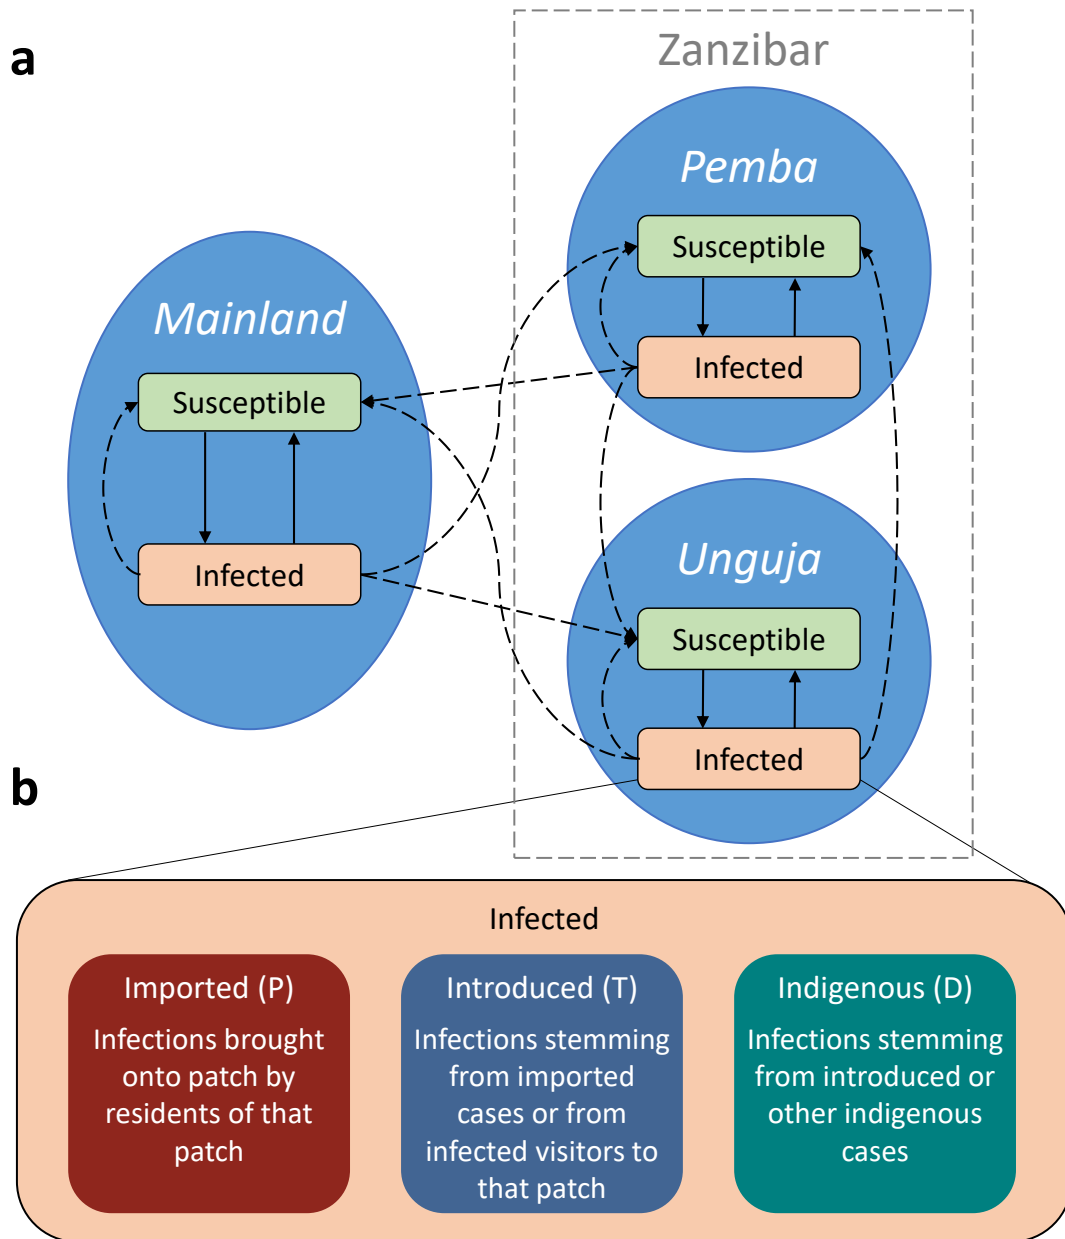 a
Zanzibar
Pemba
Susceptible
Infected
Mainland
Susceptible
Infected
Unguja
Susceptible
Infected
b
Infected
Imported (P)
Infections brought
onto patch by
residents of that
patch
Introduced (T)
Infections stemming
from imported
cases or from
infected visitors to
that patch
Indigenous (D)
Infections stemming
from introduced or
other indigenous
cases